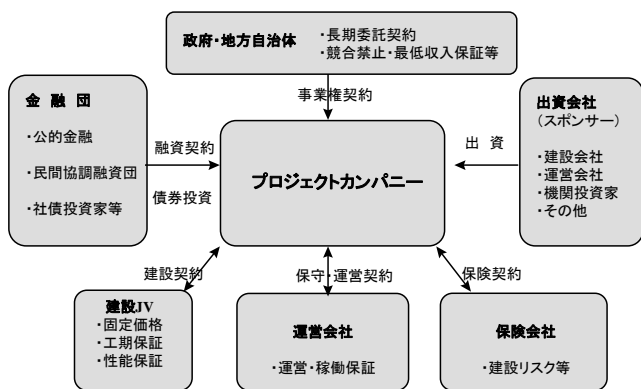 政府・地方自治体
・長期委託契約
・競合禁止・最低収入保証等
事業権契約
金 融 団
・公的金融
・民間協調融資団
・社債投資家等
融資契約
債券投資
プロジェクトカンパニー
出 資
出資会社
(スポンサー)
・建設会社
・運営会社
・機関投資家
・その他
建設契約
保守・運営契約
保険契約
建設JV
・固定価格
・工期保証
・性能保証
運営会社
・運営・稼働保証
保険会社
・建設リスク等